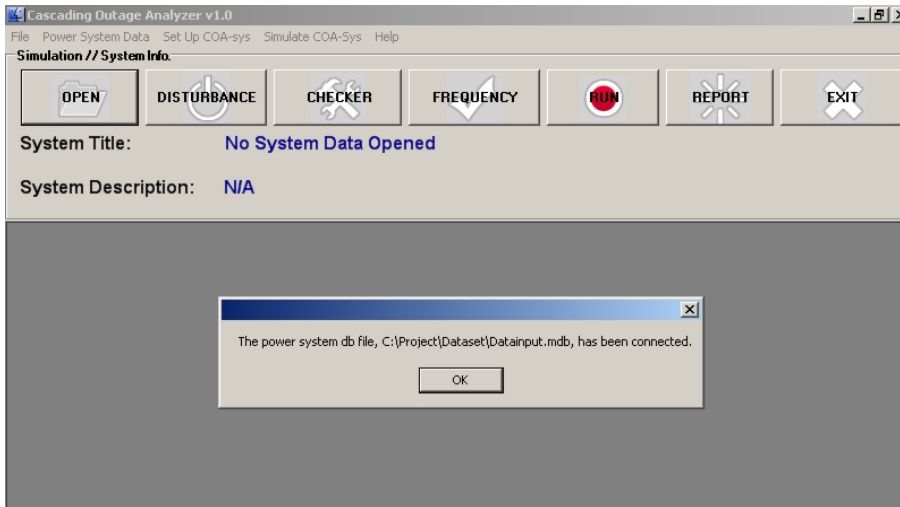 Cascading Outage Analyzer v1.0
File Power System Data Set Up COA-sys Simulate COA-Sys Help
Simulation // System Info.
OPEN DISTURBANCE CHECKER FREQUENCY RUN REPORT EXIT
System Title: No System Data Opened
System Description: N/A
The power system db file, C:\Project\Dataset\Datainput.mdb, has been connected.
OK